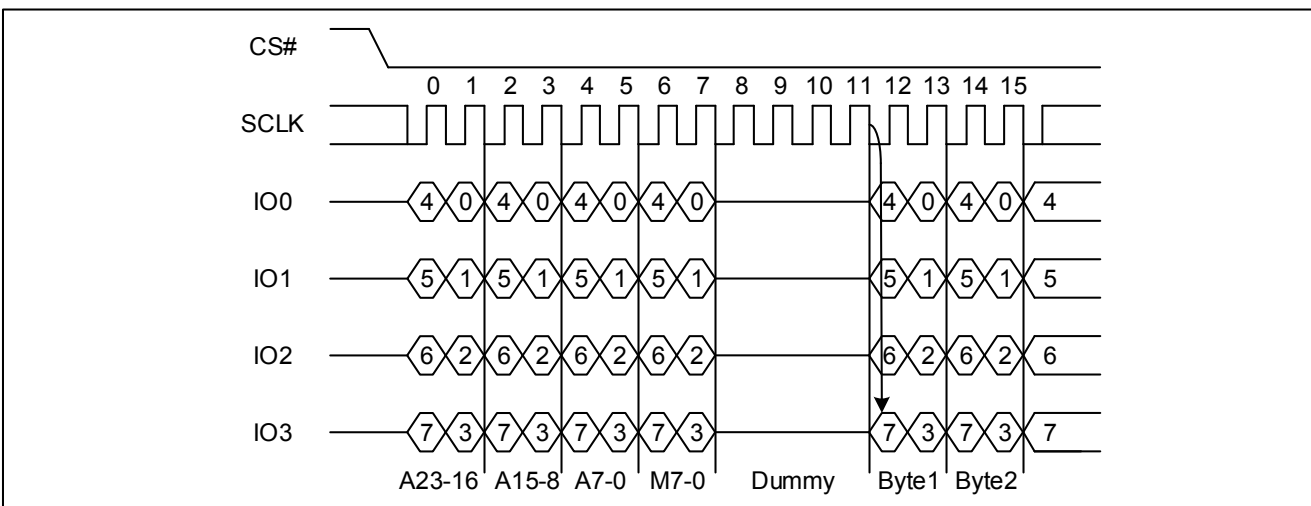 CS#
0 1 2 3 4 5 6 7 8 9 10 11 12 13 14 15
SCLK
IO0 4 0 4 0 4 0 4 0 4 0 4 0 4
IO1 5 1 5 1 5 1 5 1 5 1 5 1 5
IO2 6 2 6 2 6 2 6 2 6 2 6 2 6
IO3 7 3 7 3 7 3 7 3 7 3 7 3 7
A23-16 A15-8 A7-0 M7-0 Dummy Byte1 Byte2